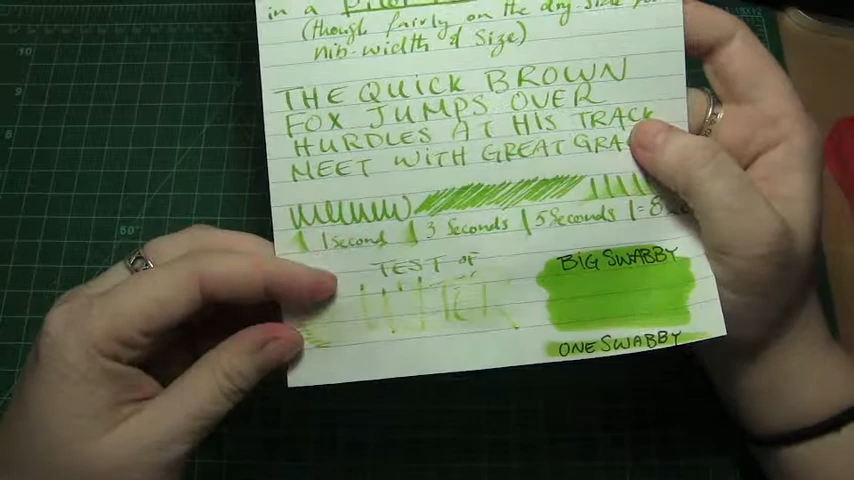 in a
(though fairly on the dry side for
nib width & size)
THE QUICK BROWN
FOX JUMPS OVER
HURDLES AT HIS TRACK
MEET WITH GREAT
1 second 3 Seconds 5 Seconds
TEST OF
BIG SWABBY
ONE SWABBY